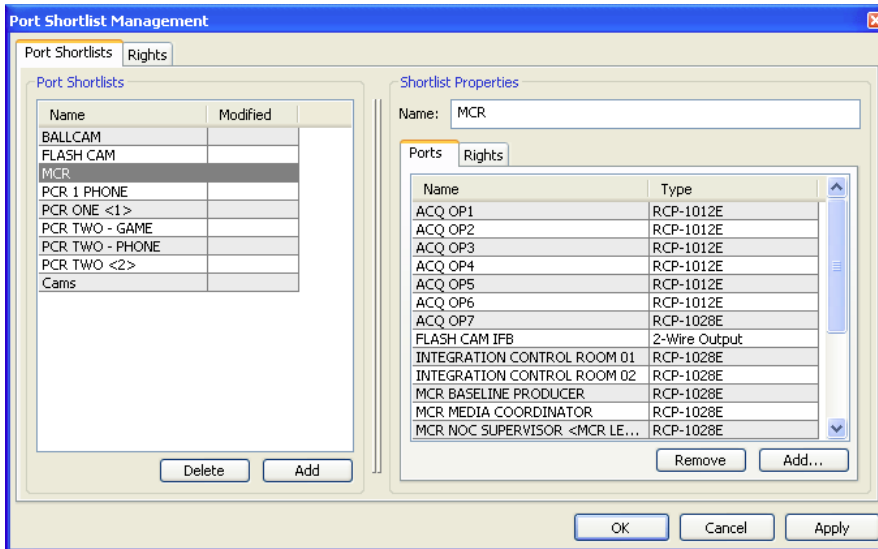 Port Shortlist Management
Port Shortlists Rights
Port Shortlists
Name Modified
BALLCAM
FLASH CAM
MCR
PCR 1 PHONE
PCR ONE <1>
PCR TWO - GAME
PCR TWO - PHONE
PCR TWO <2>
Cams
Delete Add
Shortlist Properties
Name: MCR
Ports Rights
Name Type
ACQ OP1 RCP-1012E
ACQ OP2 RCP-1012E
ACQ OP3 RCP-1012E
ACQ OP4 RCP-1012E
ACQ OP5 RCP-1012E
ACQ OP6 RCP-1012E
ACQ OP7 RCP-1028E
FLASH CAM IFB 2-Wire Output
INTEGRATION CONTROL ROOM 01 RCP-1028E
INTEGRATION CONTROL ROOM 02 RCP-1028E
MCR BASELINE PRODUCER RCP-1028E
MCR MEDIA COORDINATOR RCP-1028E
MCR NOC SUPERVISOR <MCR LE... RCP-1028E
Remove Add...
OK Cancel Apply